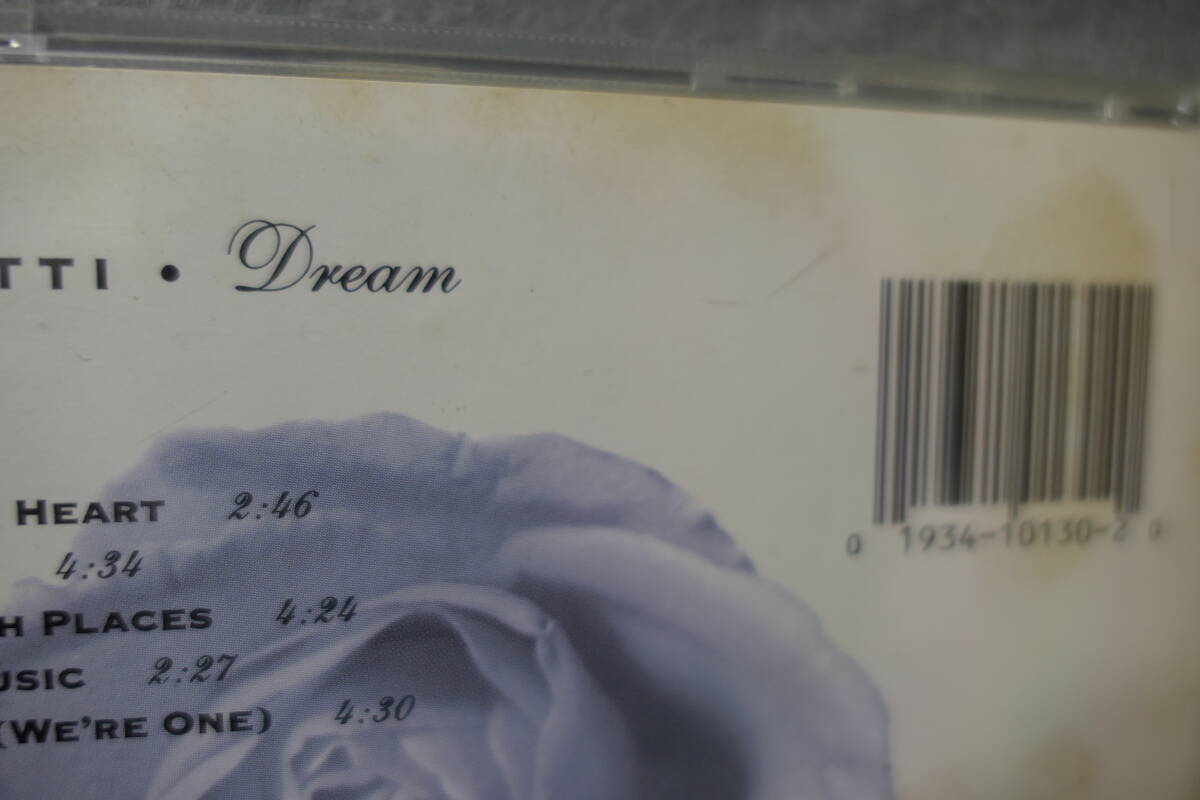 TTI • Dream
HEART 2:46
4:34
H PLACES 4:24
USIC 2:27
(WE'RE ONE) 4:30
0 1934-10130-2 0